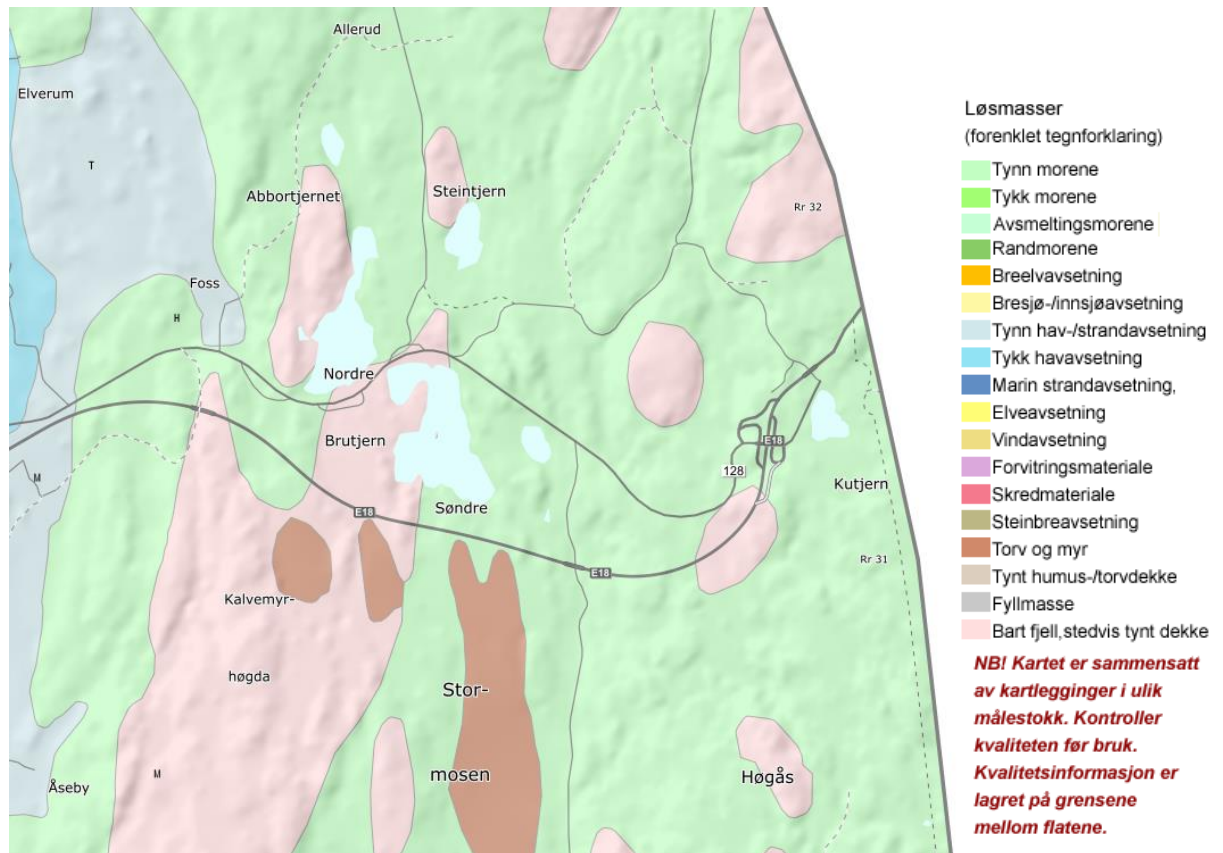 Allerud
Elverum
T
Abbortjernet
Steintjern
Rr 32
Foss
H
Nordre
Brutjern
E18
128
M
Søndre
Kutjern
E18
E18
Rr 31
Kalvemyr-
høgda
Stor-
M
mosen
Høgås
Åseby
Løsmasser
(forenklet tegnforklaring)
Tynn morene
Tykk morene
Avsmeltingsmorene
Randmorene
Breelvavsetning
Bresjø-/innsjøavsetning
Tynn hav-/strandavsetning
Tykk havavsetning
Marin strandavsetning,
Elveavsetning
Vindavsetning
Forvitringsmateriale
Skredmateriale
Steinbreavsetning
Torv og myr
Tynt humus-/torvdekke
Fyllmasse
Bart fjell,stedvis tynt dekke
NB! Kartet er sammensatt
av kartlegginger i ulik
målestokk. Kontroller
kvaliteten før bruk.
Kvalitetsinformasjon er
lagret på grensene
mellom flatene.